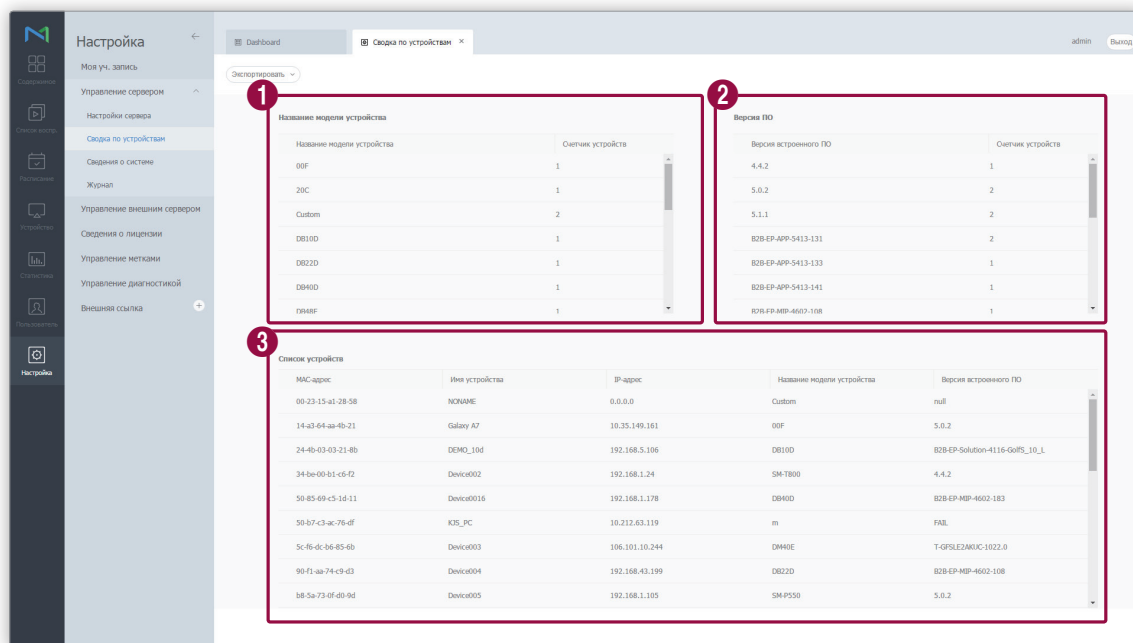 Настройка
Моя уч. запись
Управление сервером
Настройки сервера
Сводка по устройствам
Сведения о системе
Журнал
Управление внешним сервером
Сведения о лицензии
Управление метками
Управление диагностикой
Внешняя ссылка
Содержимое
Список воспр.
Расписание
Устройство
Статистика
Пользователь
Настройка
Dashboard
Сводка по устройствам ×
admin
Выход
Экспортировать
1
Название модели устройства
Название модели устройства Счетчик устройств
00F 1
20C 1
Custom 2
DB10D 1
DB22D 1
DB40D 1
DB48E 1
2
Версия ПО
Версия встроенного ПО Счетчик устройств
4.4.2 1
5.0.2 2
5.1.1 2
B2B-EP-APP-5413-131 2
B2B-EP-APP-5413-133 1
B2B-EP-APP-5413-141 1
B2B-EP-MIP-4602-108 1
3
Список устройств
MAC-адрес Имя устройства IP-адрес Название модели устройства Версия встроенного ПО
00-23-15-a1-28-58 NONAME 0.0.0.0 Custom null
14-a3-64-aa-4b-21 Galaxy A7 10.35.149.161 00F 5.0.2
24-4b-03-03-21-8b DEMO_10d 192.168.5.106 DB10D B2B-EP-Solution-4116-GolfS_10_L
34-be-00-b1-c6-f2 Device002 192.168.1.24 SM-T800 4.4.2
50-85-69-c5-1d-11 Device0016 192.168.1.178 DB40D B2B-EP-MIP-4602-183
50-b7-c3-ac-76-df KJS_PC 10.212.63.119 m FAIL
5c-f6-dc-b6-85-6b Device003 106.101.10.244 DM40E T-GFSLE2AKUC-1022.0
90-f1-aa-74-c9-d3 Device004 192.168.43.199 DB22D B2B-EP-MIP-4602-108
b8-5a-73-0f-d0-9d Device005 192.168.1.105 SM-P550 5.0.2